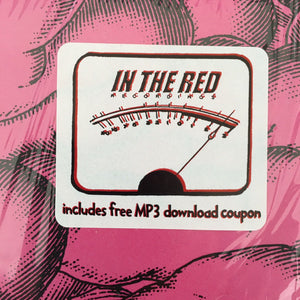 IN THE RED
RECORDINGS
includes free MP3 download coupon